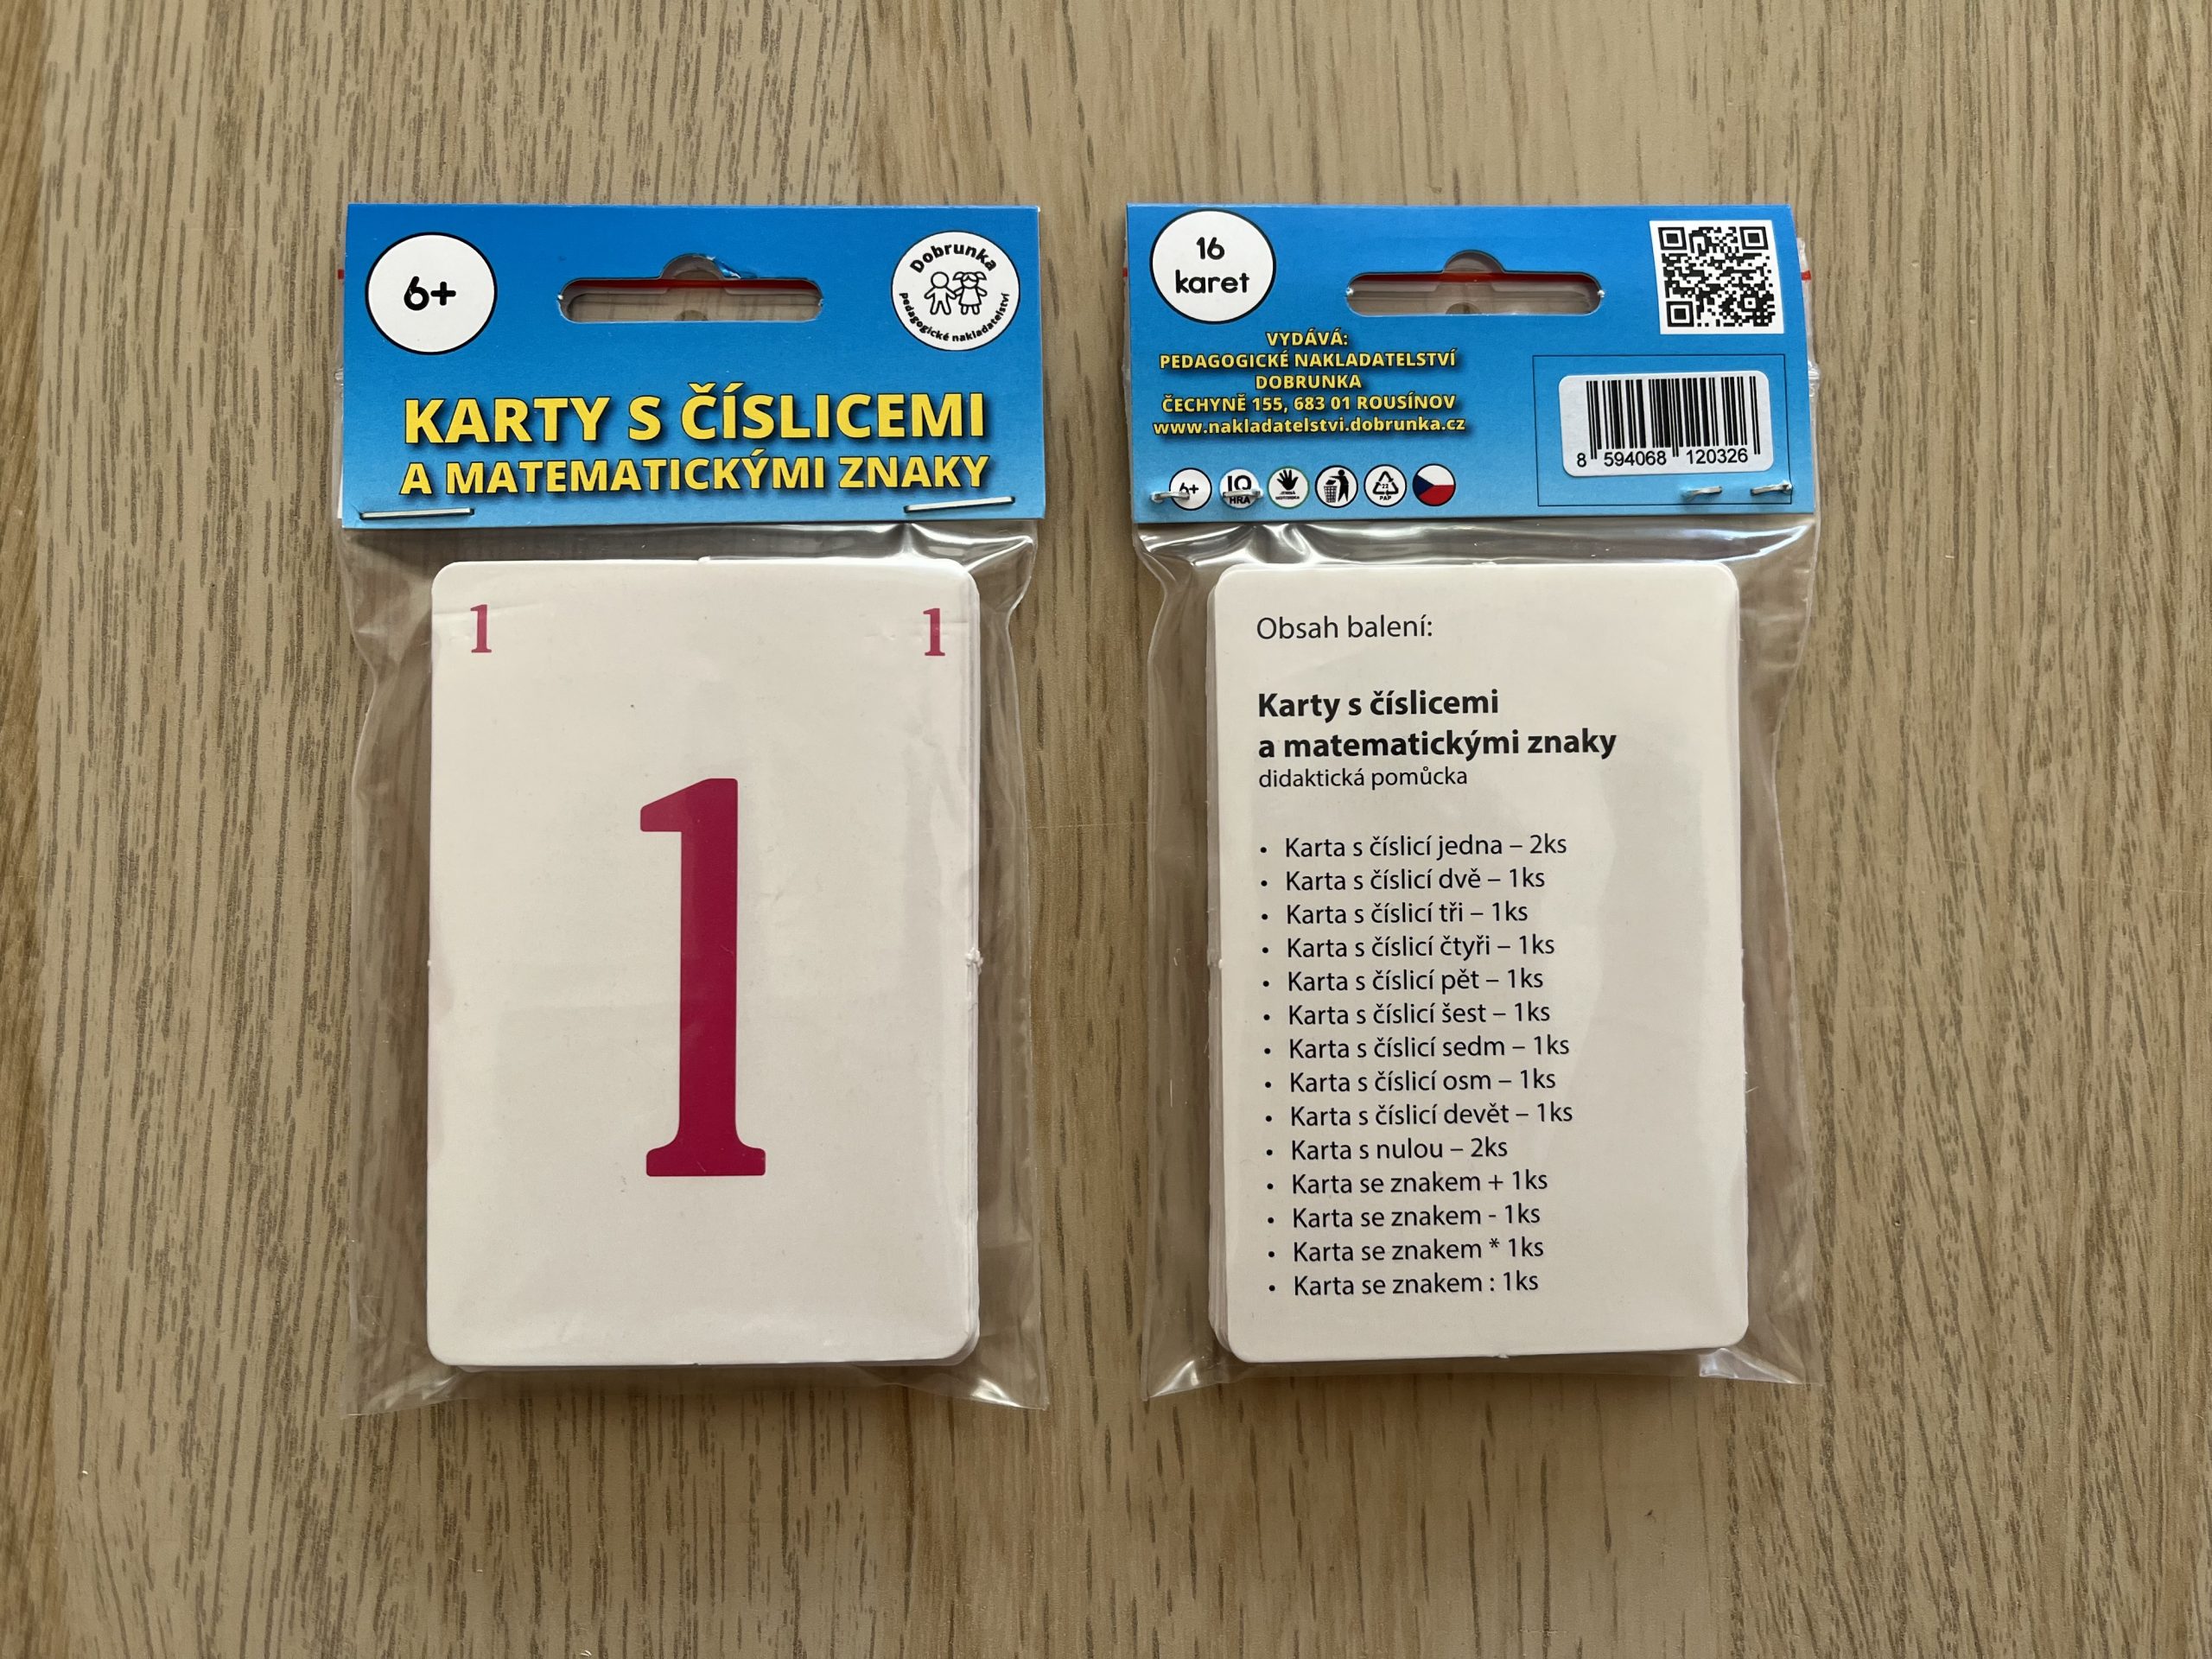 6+
Dobrunka
pedagogické nakladatelství
KARTY S ČÍSLICEMI
A MATEMATICKÝMI ZNAKY
1
1
1
16
karet
VYDÁVÁ:
PEDAGOGICKÉ NAKLADATELSTVÍ
DOBRUNKA
ČECHYNĚ 155, 683 01 ROUSÍNOV
www.nakladatelstvi.dobrunka.cz
8 594068 120326
6+
IQ
HRA
22
PAP
Obsah balení:
Karty s číslicemi
a matematickými znaky
didaktická pomůcka
• Karta s číslicí jedna – 2ks
• Karta s číslicí dvě – 1ks
• Karta s číslicí tři – 1ks
• Karta s číslicí čtyři – 1ks
• Karta s číslicí pět – 1ks
• Karta s číslicí šest – 1ks
• Karta s číslicí sedm – 1ks
• Karta s číslicí osm – 1ks
• Karta s číslicí devět – 1ks
• Karta s nulou – 2ks
• Karta se znakem + 1ks
• Karta se znakem - 1ks
• Karta se znakem * 1ks
• Karta se znakem : 1ks